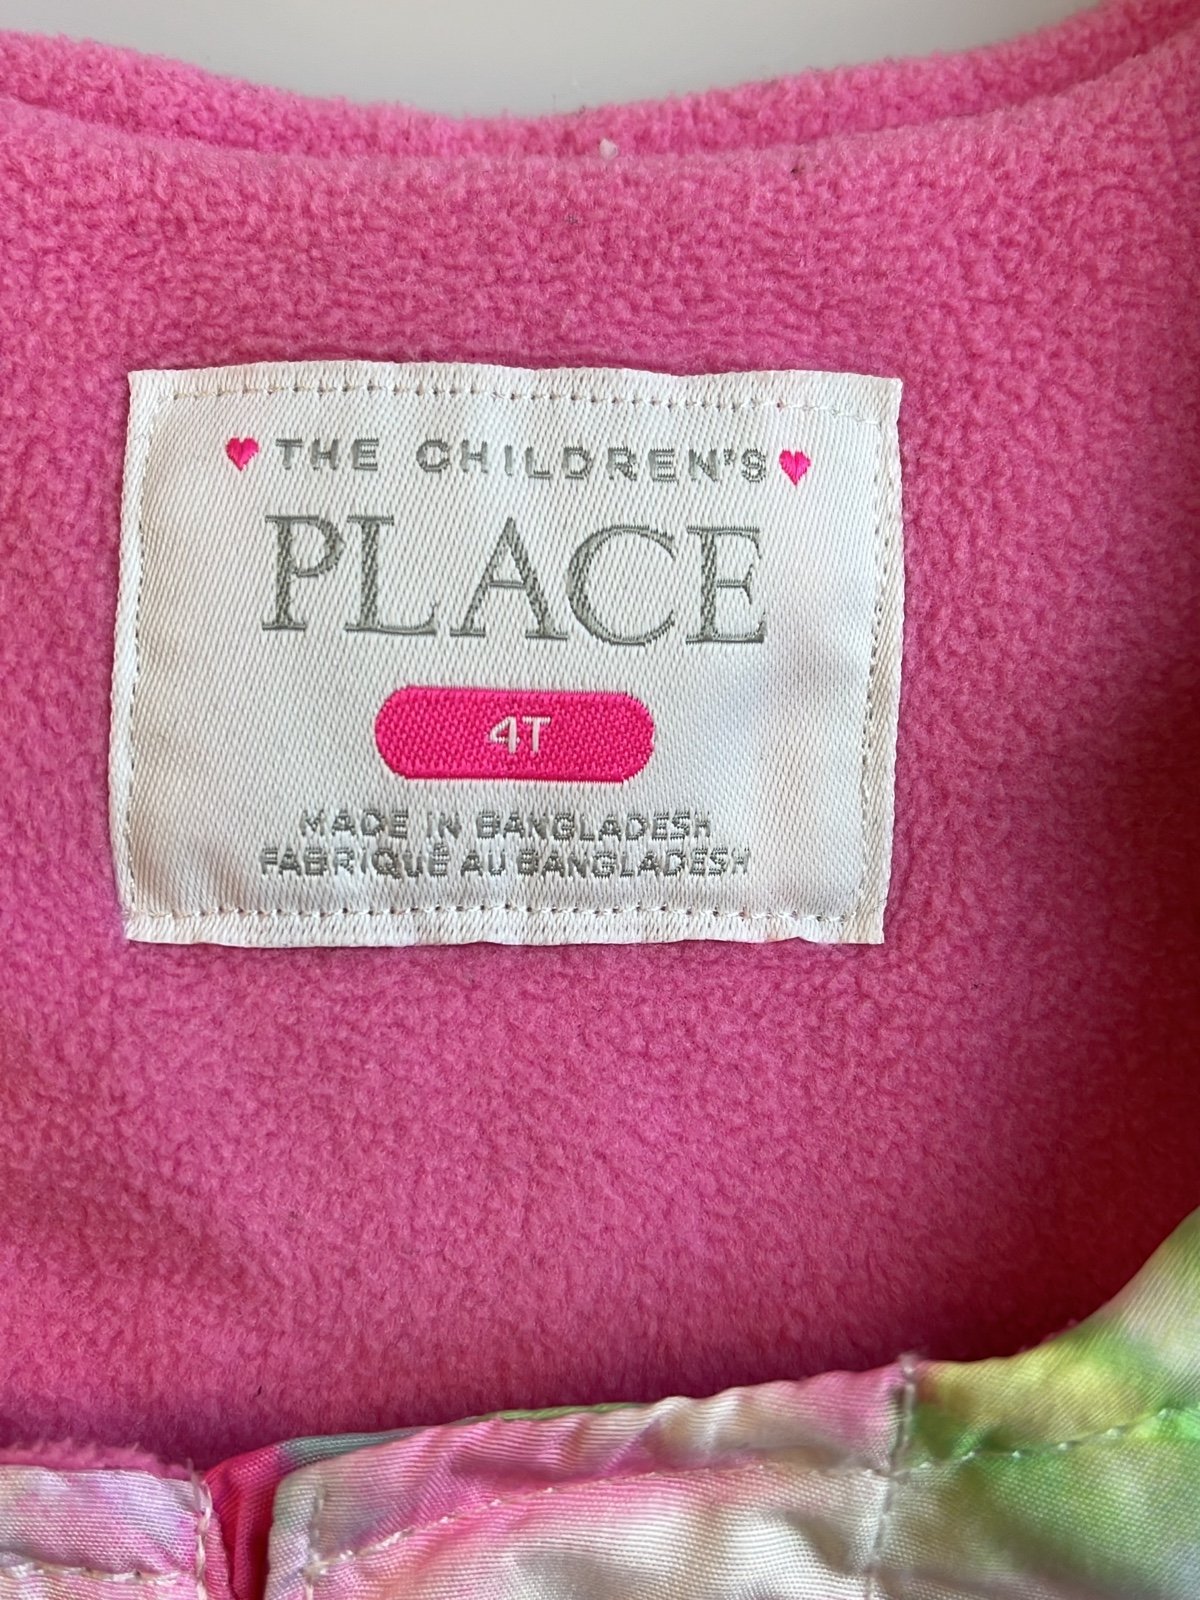 THE CHILDREN'S
PLACE
4T
MADE IN BANGLADESH
FABRIQUÉ AU BANGLADESH